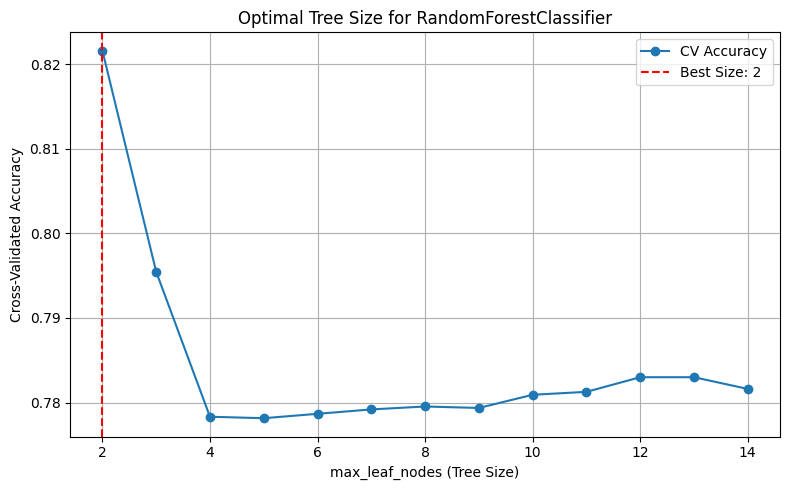 Optimal Tree Size for RandomForestClassifier
CV Accuracy
Best Size: 2
Cross-Validated Accuracy
0.82
0.81
0.80
0.79
0.78
2 4 6 8 10 12 14
max_leaf_nodes (Tree Size)